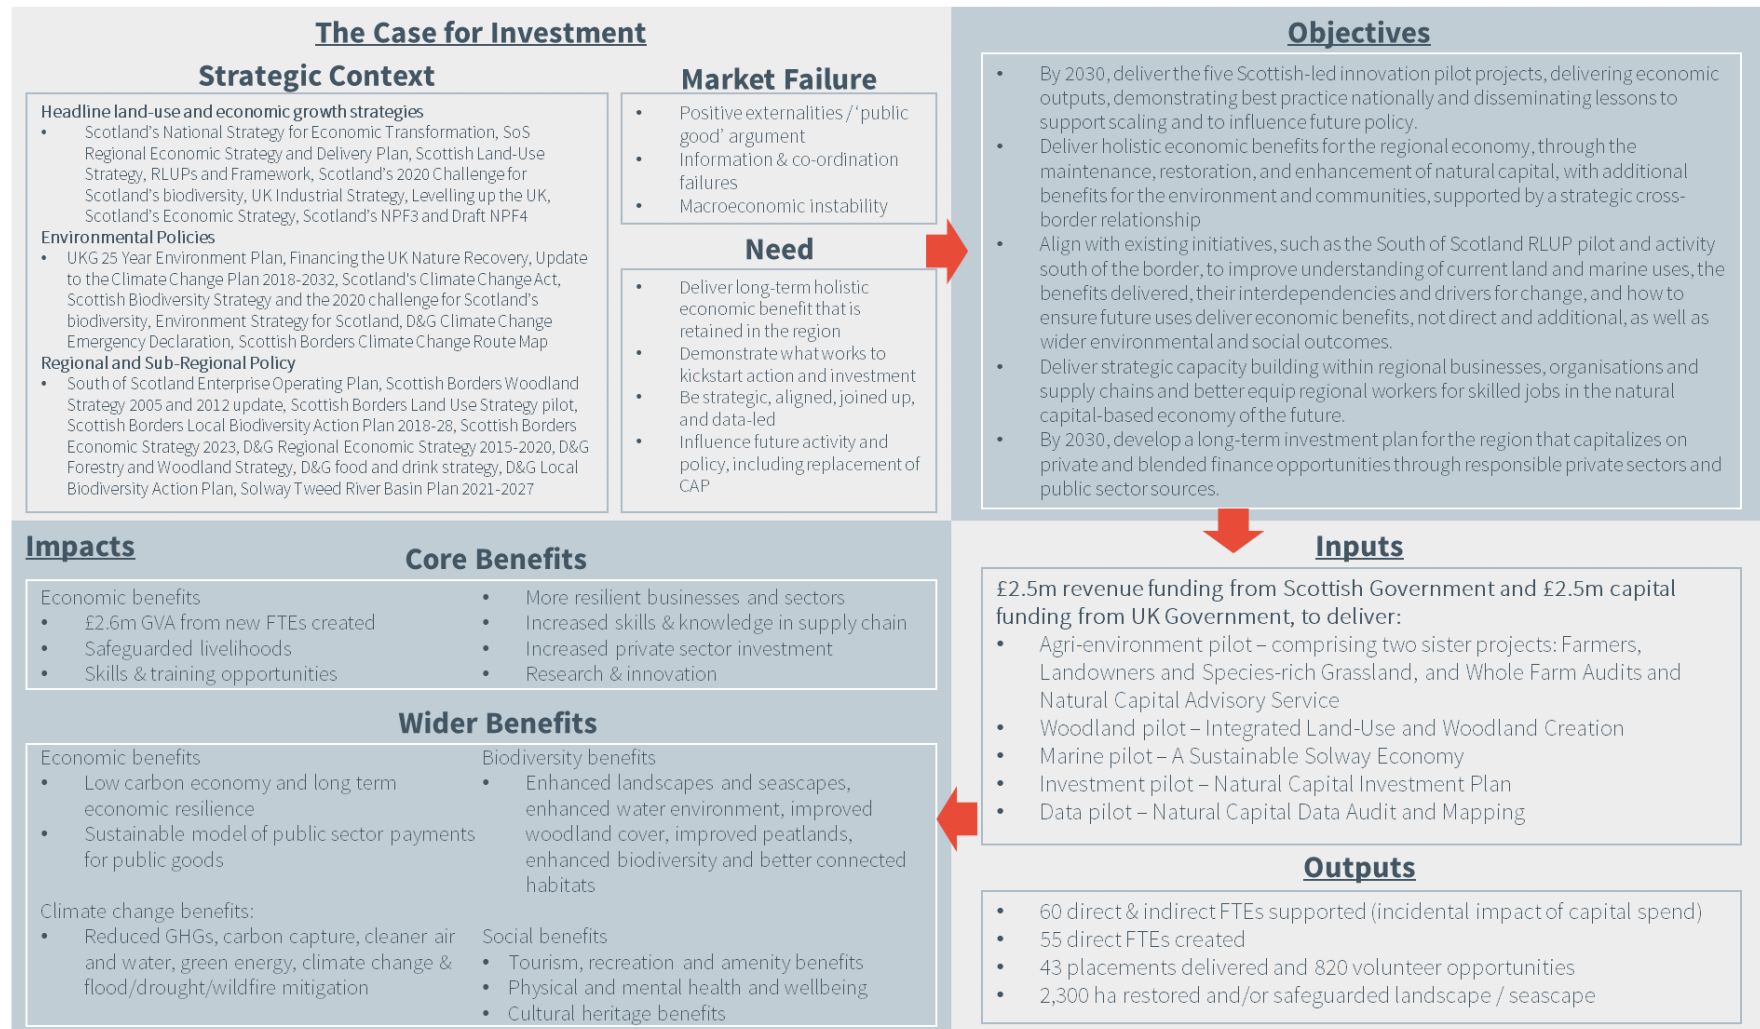 The Case for Investment
Strategic Context
Headline land-use and economic growth strategies
• Scotland's National Strategy for Economic Transformation, SoS
Regional Economic Strategy and Delivery Plan, Scottish Land-Use
Strategy, RLUPs and Framework, Scotland's 2020 Challenge for
Scotland's biodiversity, UK Industrial Strategy, Levelling up the UK,
Scotland's Economic Strategy, Scotland's NPF3 and Draft NPF4
Environmental Policies
• UKG 25 Year Environment Plan, Financing the UK Nature Recovery, Update
to the Climate Change Plan 2018-2032, Scotland's Climate Change Act,
Scottish Biodiversity Strategy and the 2020 challenge for Scotland's
biodiversity, Environment Strategy for Scotland, D&G Climate Change
Emergency Declaration, Scottish Borders Climate Change Route Map
Regional and Sub-Regional Policy
• South of Scotland Enterprise Operating Plan, Scottish Borders Woodland
Strategy 2005 and 2012 update, Scottish Borders Land Use Strategy pilot,
Scottish Borders Local Biodiversity Action Plan 2018-28, Scottish Borders
Economic Strategy 2023, D&G Regional Economic Strategy 2015-2020, D&G
Forestry and Woodland Strategy, D&G food and drink strategy, D&G Local
Biodiversity Action Plan, Solway Tweed River Basin Plan 2021-2027
Market Failure
• Positive externalities / 'public
good' argument
• Information & co-ordination
failures
• Macroeconomic instability
Need
• Deliver long-term holistic
economic benefit that is
retained in the region
• Demonstrate what works to
kickstart action and investment
• Be strategic, aligned, joined up,
and data-led
• Influence future activity and
policy, including replacement of
CAP
Objectives
• By 2030, deliver the five Scottish-led innovation pilot projects, delivering economic
outputs, demonstrating best practice nationally and disseminating lessons to
support scaling and to influence future policy.
• Deliver holistic economic benefits for the regional economy, through the
maintenance, restoration, and enhancement of natural capital, with additional
benefits for the environment and communities, supported by a strategic cross-
border relationship
• Align with existing initiatives, such as the South of Scotland RLUP pilot and activity
south of the border, to improve understanding of current land and marine uses, the
benefits delivered, their interdependencies and drivers for change, and how to
ensure future uses deliver economic benefits, not direct and additional, as well as
wider environmental and social outcomes.
• Deliver strategic capacity building within regional businesses, organisations and
supply chains and better equip regional workers for skilled jobs in the natural
capital-based economy of the future.
• By 2030, develop a long-term investment plan for the region that capitalizes on
private and blended finance opportunities through responsible private sectors and
public sector sources.
Inputs
£2.5m revenue funding from Scottish Government and £2.5m capital
funding from UK Government, to deliver:
• Agri-environment pilot – comprising two sister projects: Farmers,
Landowners and Species-rich Grassland, and Whole Farm Audits and
Natural Capital Advisory Service
• Woodland pilot – Integrated Land-Use and Woodland Creation
• Marine pilot – A Sustainable Solway Economy
• Investment pilot – Natural Capital Investment Plan
• Data pilot – Natural Capital Data Audit and Mapping
Outputs
• 60 direct & indirect FTEs supported (incidental impact of capital spend)
• 55 direct FTEs created
• 43 placements delivered and 820 volunteer opportunities
• 2,300 ha restored and/or safeguarded landscape / seascape
Impacts
Core Benefits
Economic benefits
• £2.6m GVA from new FTEs created
• Safeguarded livelihoods
• Skills & training opportunities
• More resilient businesses and sectors
• Increased skills & knowledge in supply chain
• Increased private sector investment
• Research & innovation
Wider Benefits
Economic benefits
• Low carbon economy and long term
economic resilience
• Sustainable model of public sector payments
for public goods
Climate change benefits:
• Reduced GHGs, carbon capture, cleaner air
and water, green energy, climate change &
flood/drought/wildfire mitigation
Biodiversity benefits
• Enhanced landscapes and seascapes,
enhanced water environment, improved
woodland cover, improved peatlands,
enhanced biodiversity and better connected
habitats
Social benefits
• Tourism, recreation and amenity benefits
• Physical and mental health and wellbeing
• Cultural heritage benefits